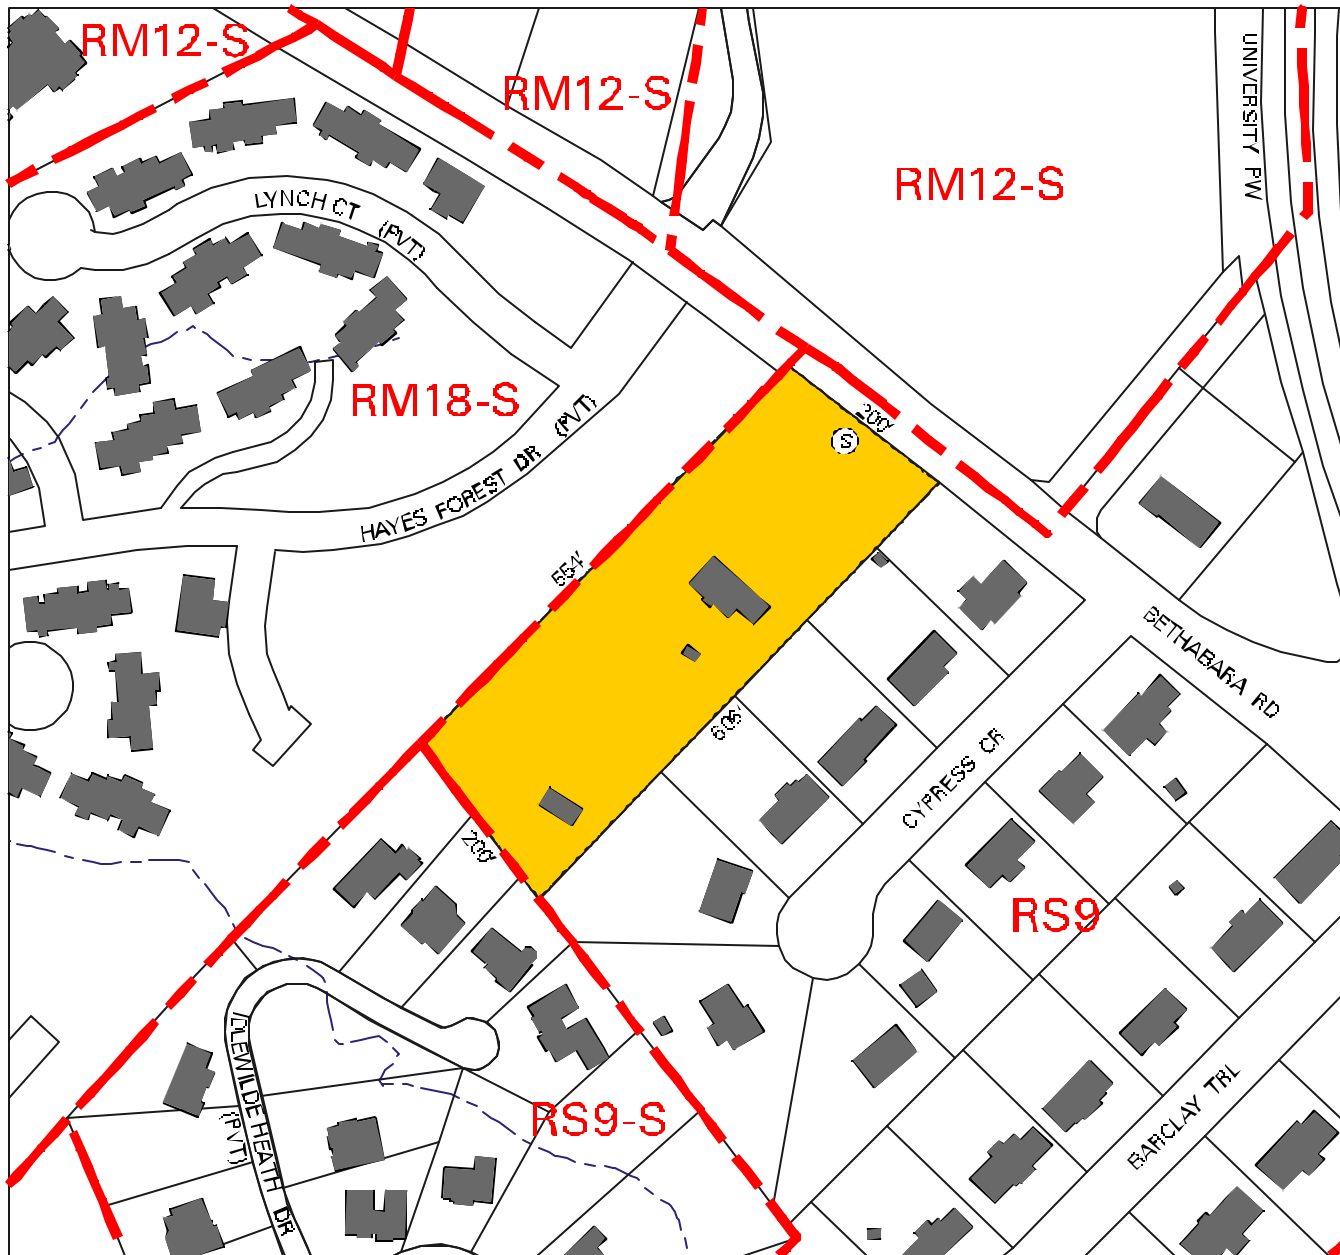 RM12-S
RM12-S
UNIVERSITY PW
RM12-S
LYNCH CT (PVT)
RM18-S
200'
S
HAYES FOREST DR (PVT)
554'
BETHABARA RD
606'
CYPRESS CR
200'
RS9
IDLEWILDE HEATH DR
(PVT)
RS9-S
BARCLAY TRL